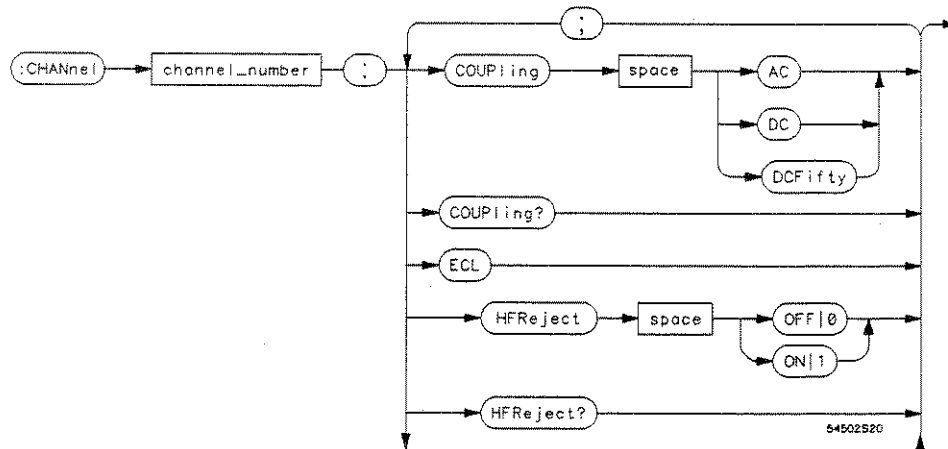 ;
:CHANnel channel_number : COUPling space AC
DC
DCFifty
COUPling?
ECL
HFReject space OFF|0
ON|1
HFReject?
54502S20